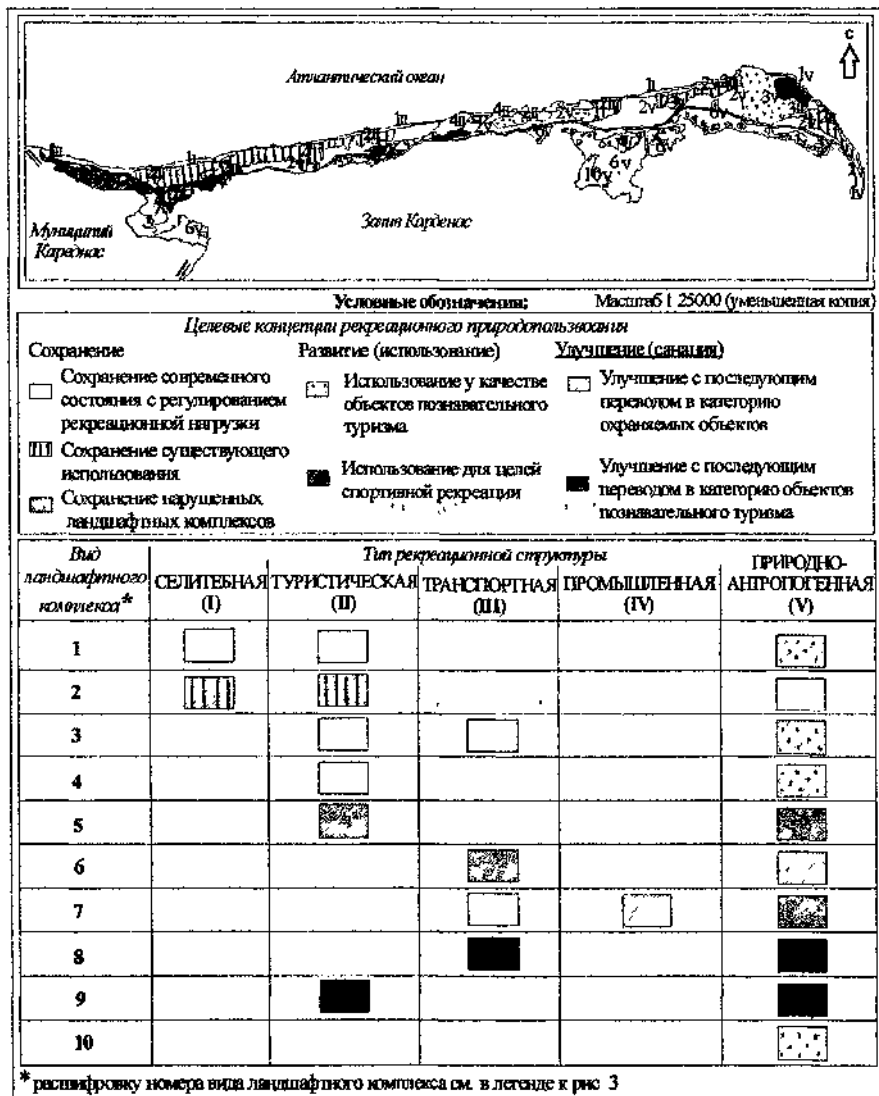 с
Атлантический океан
Муниципий
Кареднас
Залив Карденас
Условные обозначения:
Масштаб 1 25000 (уменьшенная копия)
Целевые концепции рекреационного природопользвоания
Сохранение
Сохранение современного
состояния с регулированием
рекреационной нагрузки
Сохранение существующего
использования
Сохранение нарушенных
ландшафтных комплексов
Развитие (использование)
Использование у качестве
объектов познавательного
туризма
Использование для целей
спортивной рекреации
Улучшение (санация)
Улучшение с последующим
переводом в категорию
охраняемых объектов
Улучшение с последующим
переводом в категорию объектов
познавательного туризма
Вид
ландшафтного
комплекса*
Тип рекреационной структуры
СЕЛИТЕБНАЯ
(I)
ТУРИСТИЧЕСКАЯ
(II)
ТРАНСПОРТНАЯ
(III)
ПРОМЫШЛЕННАЯ
(IV)
ПРИРОДНО-
АНТРОПОГЕННАЯ
(V)
1
2
3
4
5
6
7
8
9
10
* расшифровку номера вида ландшафтного комплекса см. в легенде к рис 3